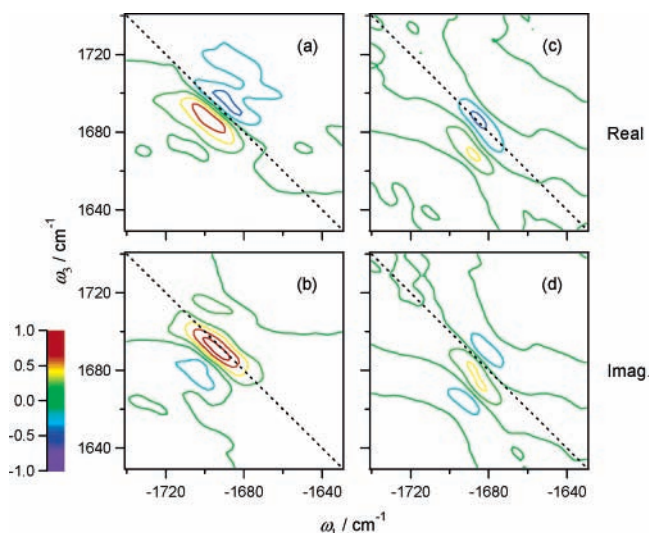 (a)
(c)
1720
1680
1640
Real
(b)
(d)
1720
1680
1640
Imag.
ω₃ / cm⁻¹
1.0
0.5
0.0
-0.5
-1.0
-1720 -1680 -1640
-1720 -1680 -1640
ω₁ / cm⁻¹